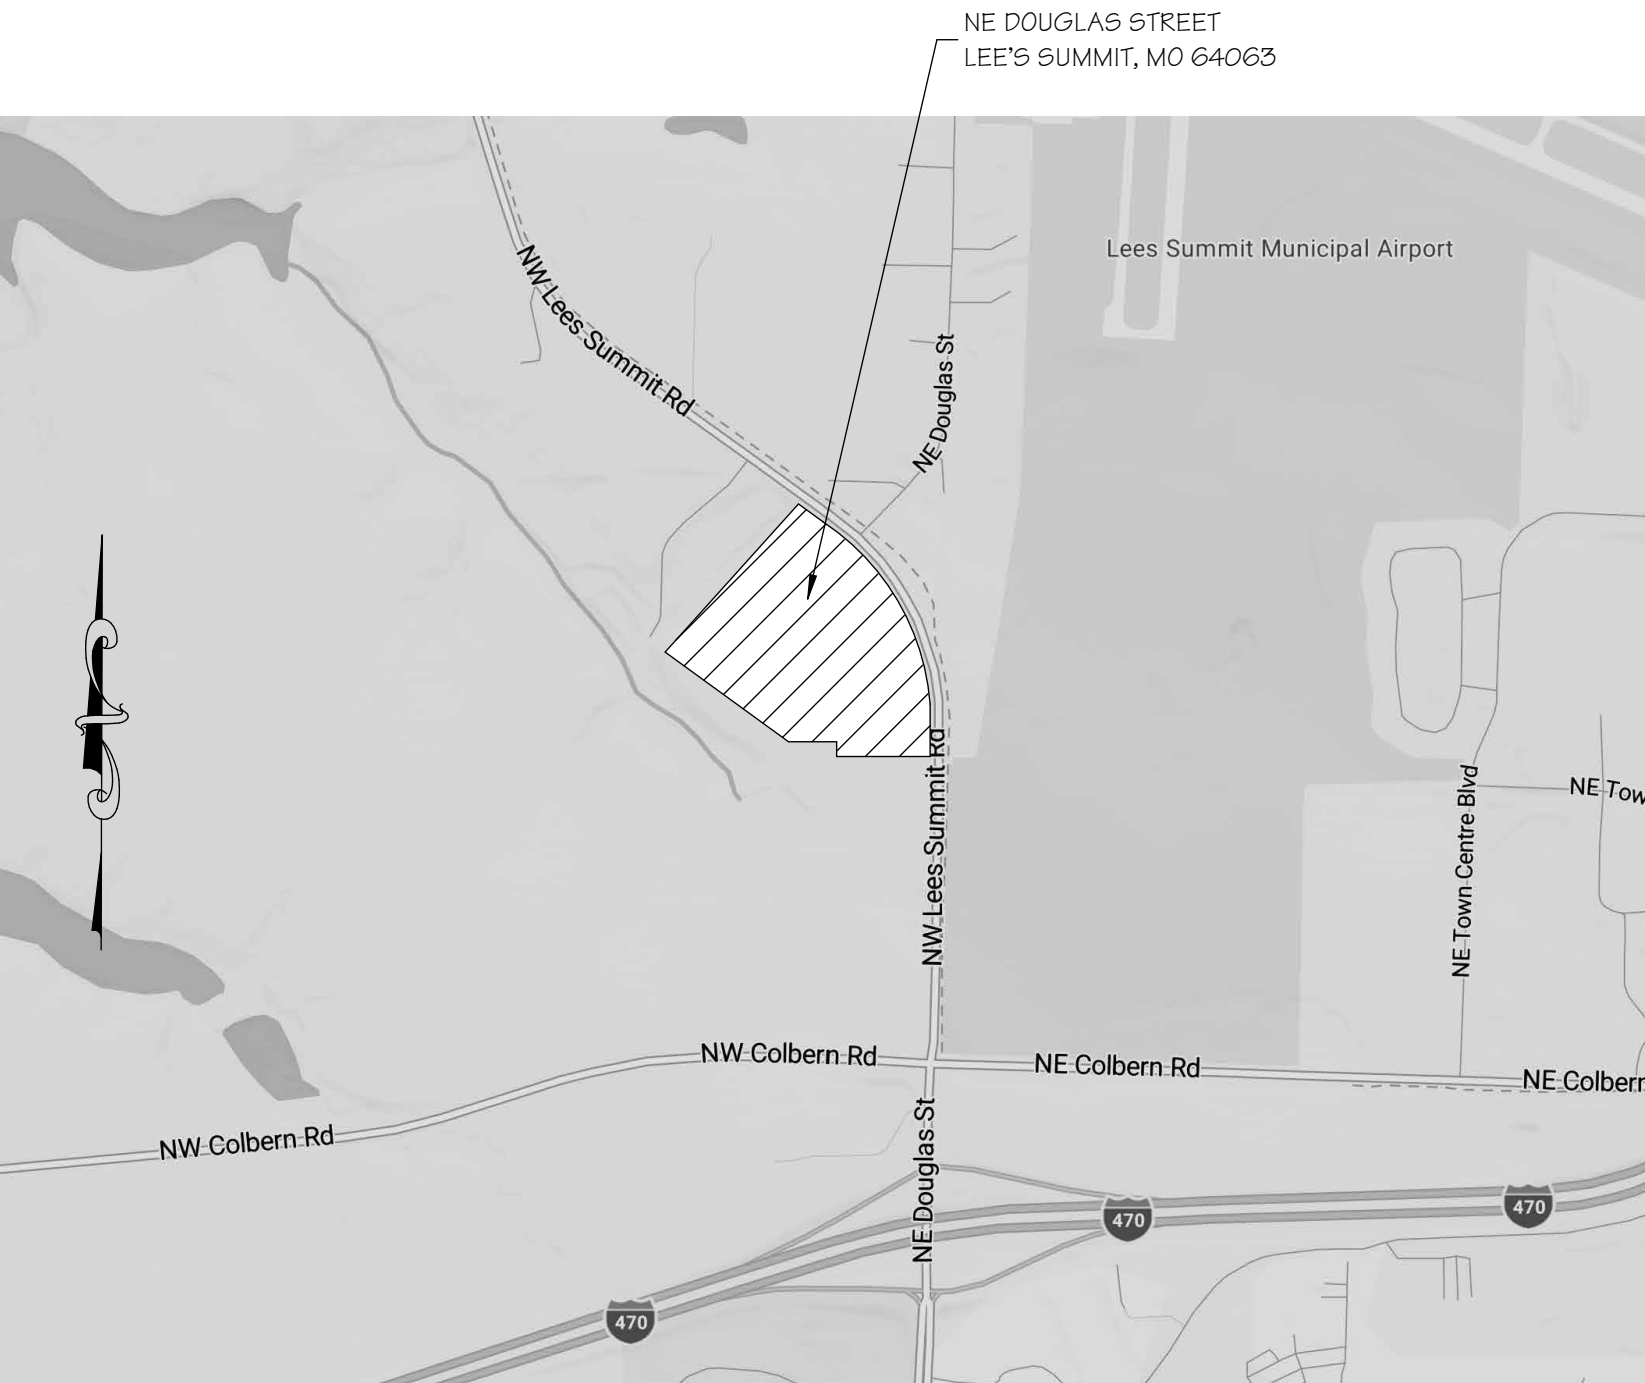 NE DOUGLAS STREET
LEE'S SUMMIT, MO 64063
Lees Summit Municipal Airport
NW Lees Summit Rd
NE Douglas St
NW Lees Summit Rd
NE Town Centre Blvd
NE Tow
NW Colbern Rd
NE Colbern Rd
NE Colbern
NW Colbern Rd
NE Douglas St
470
470
470